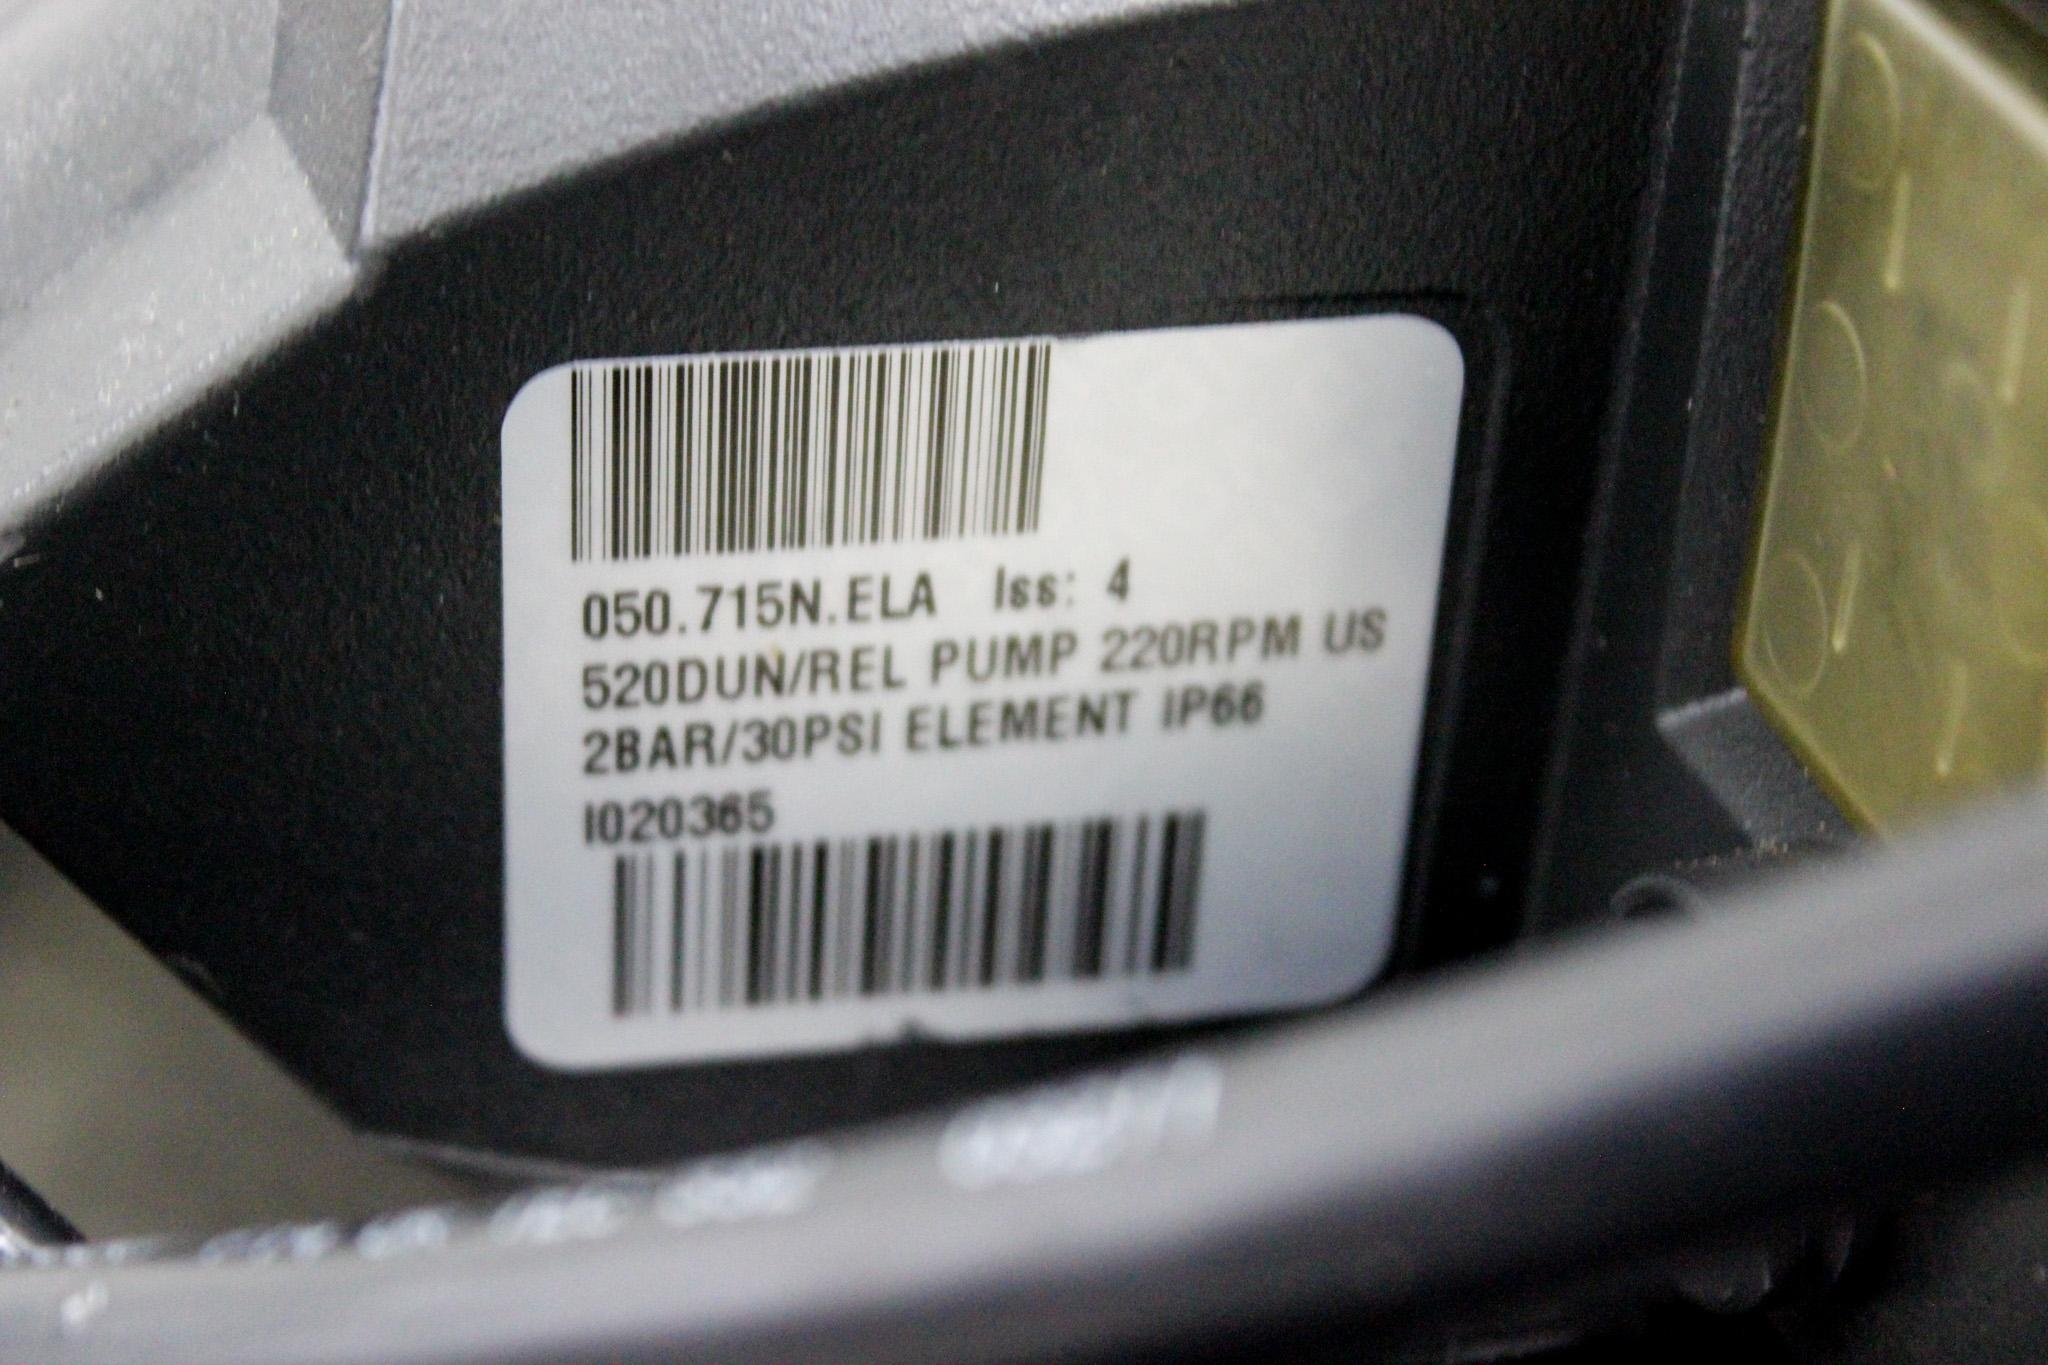 050.715N.ELA Iss: 4
520DUN/REL PUMP 220RPM US
2BAR/30PSI ELEMENT IP66
I020365